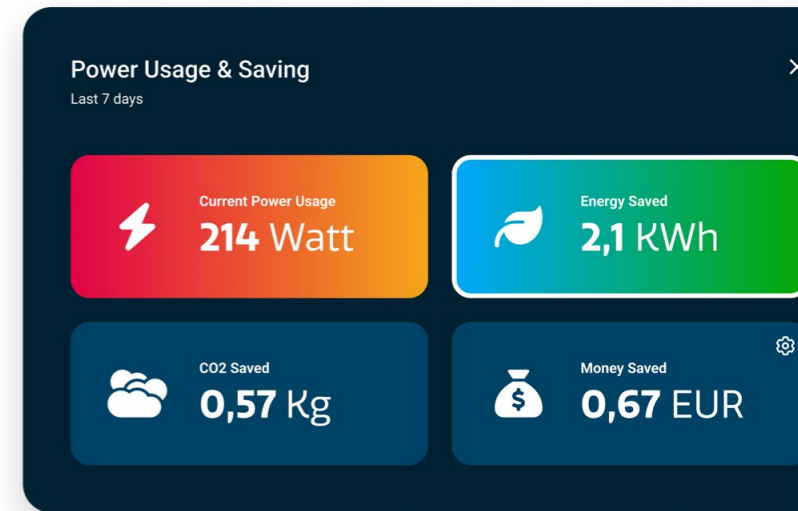 Power Usage & Saving
Last 7 days
Current Power Usage
214 Watt
Energy Saved
2,1 KWh
CO2 Saved
0,57 Kg
Money Saved
0,67 EUR